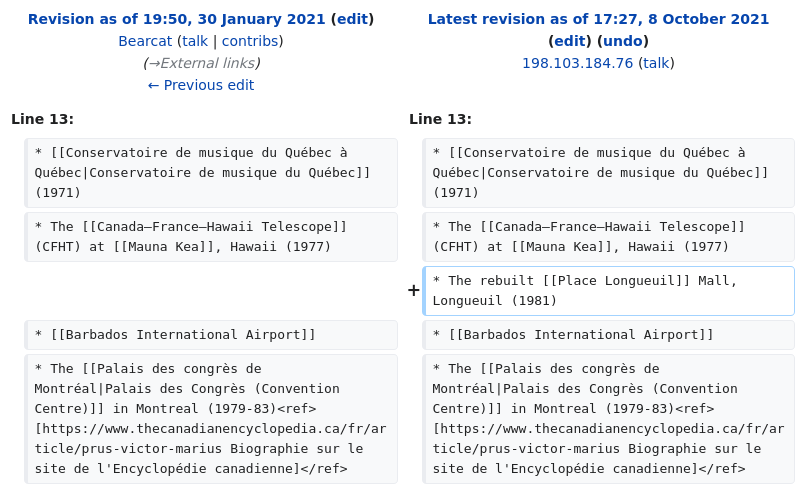 Revision as of 19:50, 30 January 2021 (edit)
Bearcat (talk | contribs)
(→External links)
← Previous edit
Latest revision as of 17:27, 8 October 2021
(edit) (undo)
198.103.184.76 (talk)
Line 13:
Line 13:
* [[Conservatoire de musique du Québec à
Québec|Conservatoire de musique du Québec]]
(1971)
* [[Conservatoire de musique du Québec à
Québec|Conservatoire de musique du Québec]]
(1971)
* The [[Canada–France–Hawaii Telescope]]
(CFHT) at [[Mauna Kea]], Hawaii (1977)
* The [[Canada–France–Hawaii Telescope]]
(CFHT) at [[Mauna Kea]], Hawaii (1977)
+
* The rebuilt [[Place Longueuil]] Mall,
Longueuil (1981)
* [[Barbados International Airport]]
* [[Barbados International Airport]]
* The [[Palais des congrès de
Montréal|Palais des Congrès (Convention
Centre)]] in Montreal (1979-83)<ref>
[https://www.thecanadianencyclopedia.ca/fr/ar
ticle/prus-victor-marius Biographie sur le
site de l'Encyclopédie canadienne]</ref>
* The [[Palais des congrès de
Montréal|Palais des Congrès (Convention
Centre)]] in Montreal (1979-83)<ref>
[https://www.thecanadianencyclopedia.ca/fr/ar
ticle/prus-victor-marius Biographie sur le
site de l'Encyclopédie canadienne]</ref>